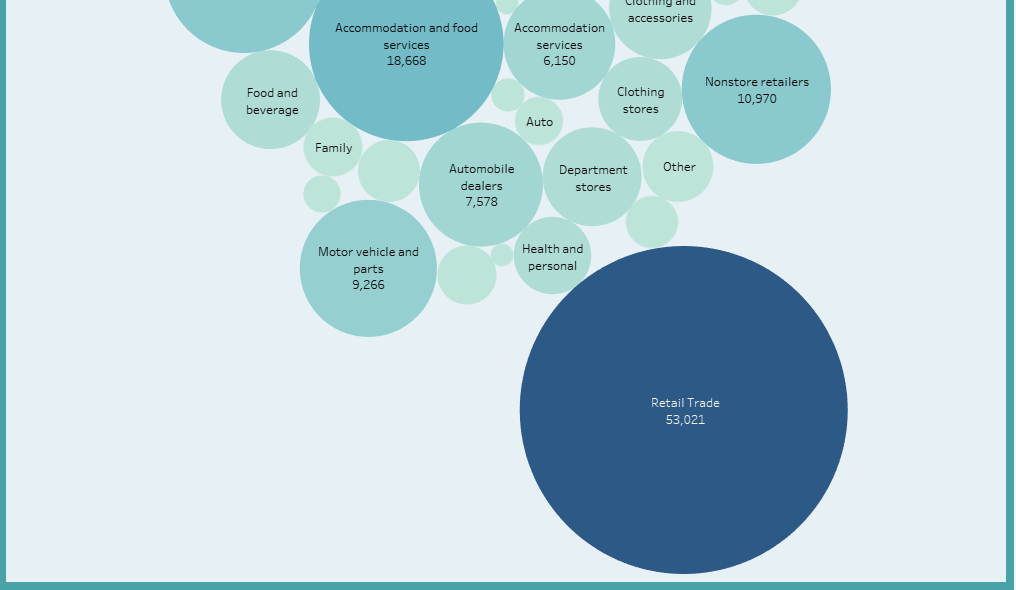 Clothing and
accessories
Accommodation and food
services
18,668
Accommodation
services
6,150
Nonstore retailers
10,970
Food and
beverage
Clothing
stores
Auto
Family
Automobile
dealers
7,578
Department
stores
Other
Motor vehicle and
parts
9,266
Health and
personal
Retail Trade
53,021